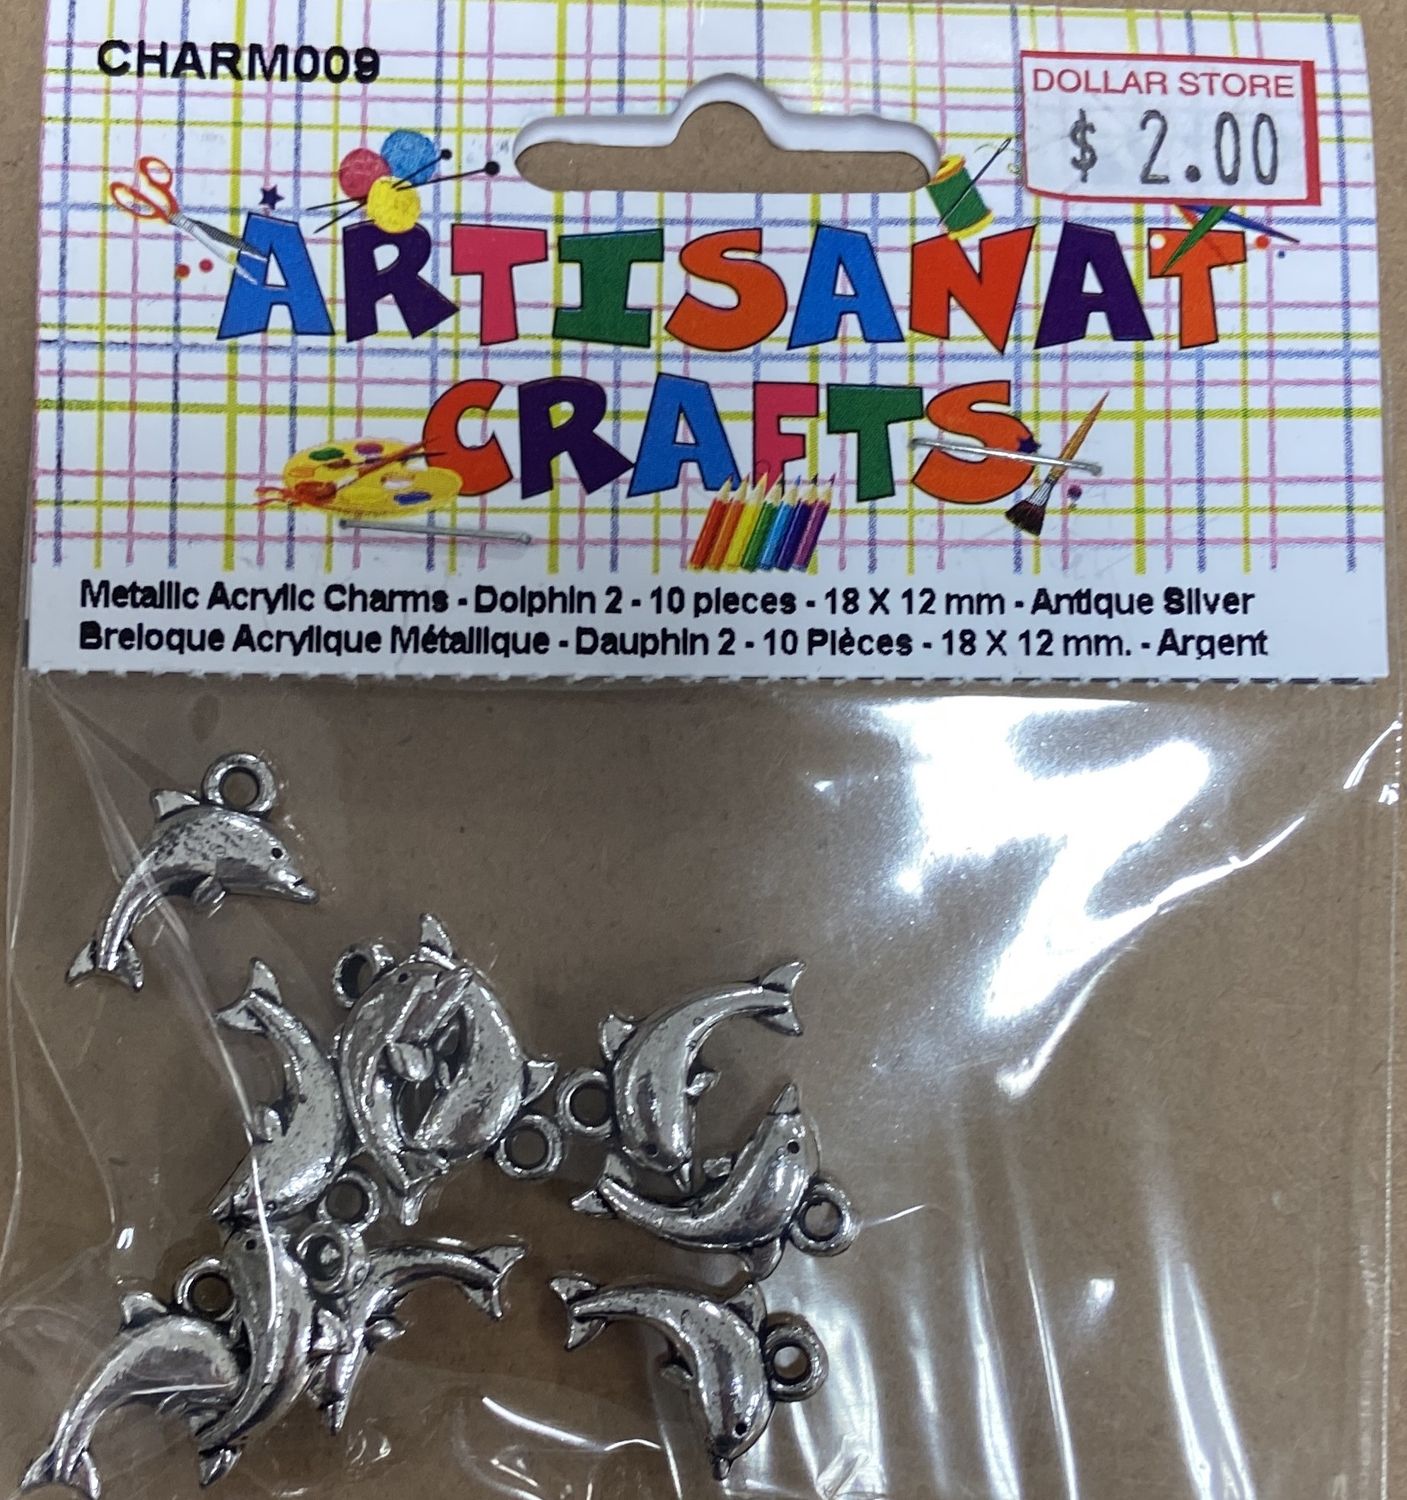 CHARM009
DOLLAR STORE
$ 2.00
ARTISANAT
CRAFTS
Metallic Acrylic Charms - Dolphin 2 - 10 pieces - 18 X 12 mm - Antique Silver
Breloque Acrylique Métallique - Dauphin 2 - 10 Pièces - 18 X 12 mm. - Argent